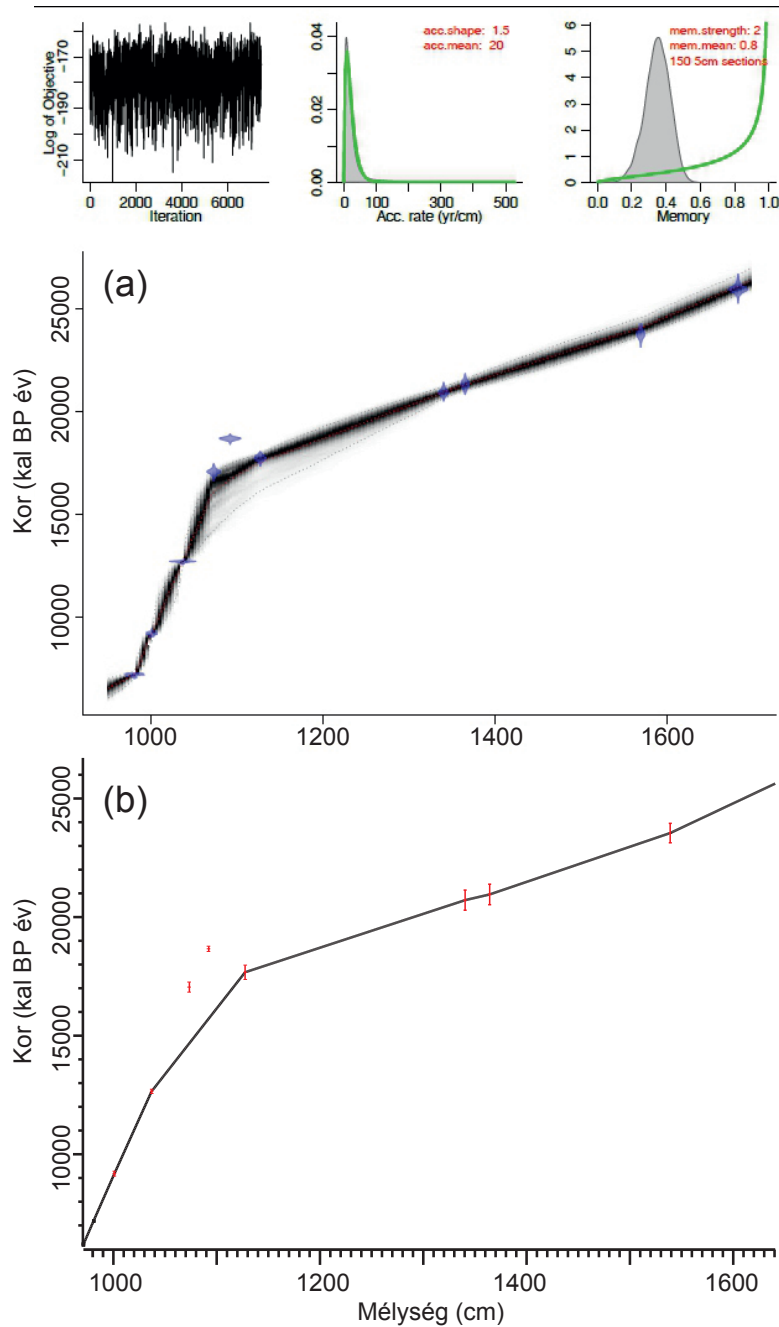 Log of Objective
-170
-190
-210
0 2000 4000 6000
Iteration
acc.shape: 1.5
acc.mean: 20
0.04
0.02
0.00
0 100 300 500
Acc. rate (yr/cm)
mem.strength: 2
mem.mean: 0.8
150 5cm sections
6
5
4
3
2
1
0
0.0 0.2 0.4 0.6 0.8 1.0
Memory
(a)
Kor (kal BP év)
25000
20000
15000
10000
1000 1200 1400 1600
(b)
Kor (kal BP év)
25000
20000
15000
10000
1000 1200 1400 1600
Mélység (cm)